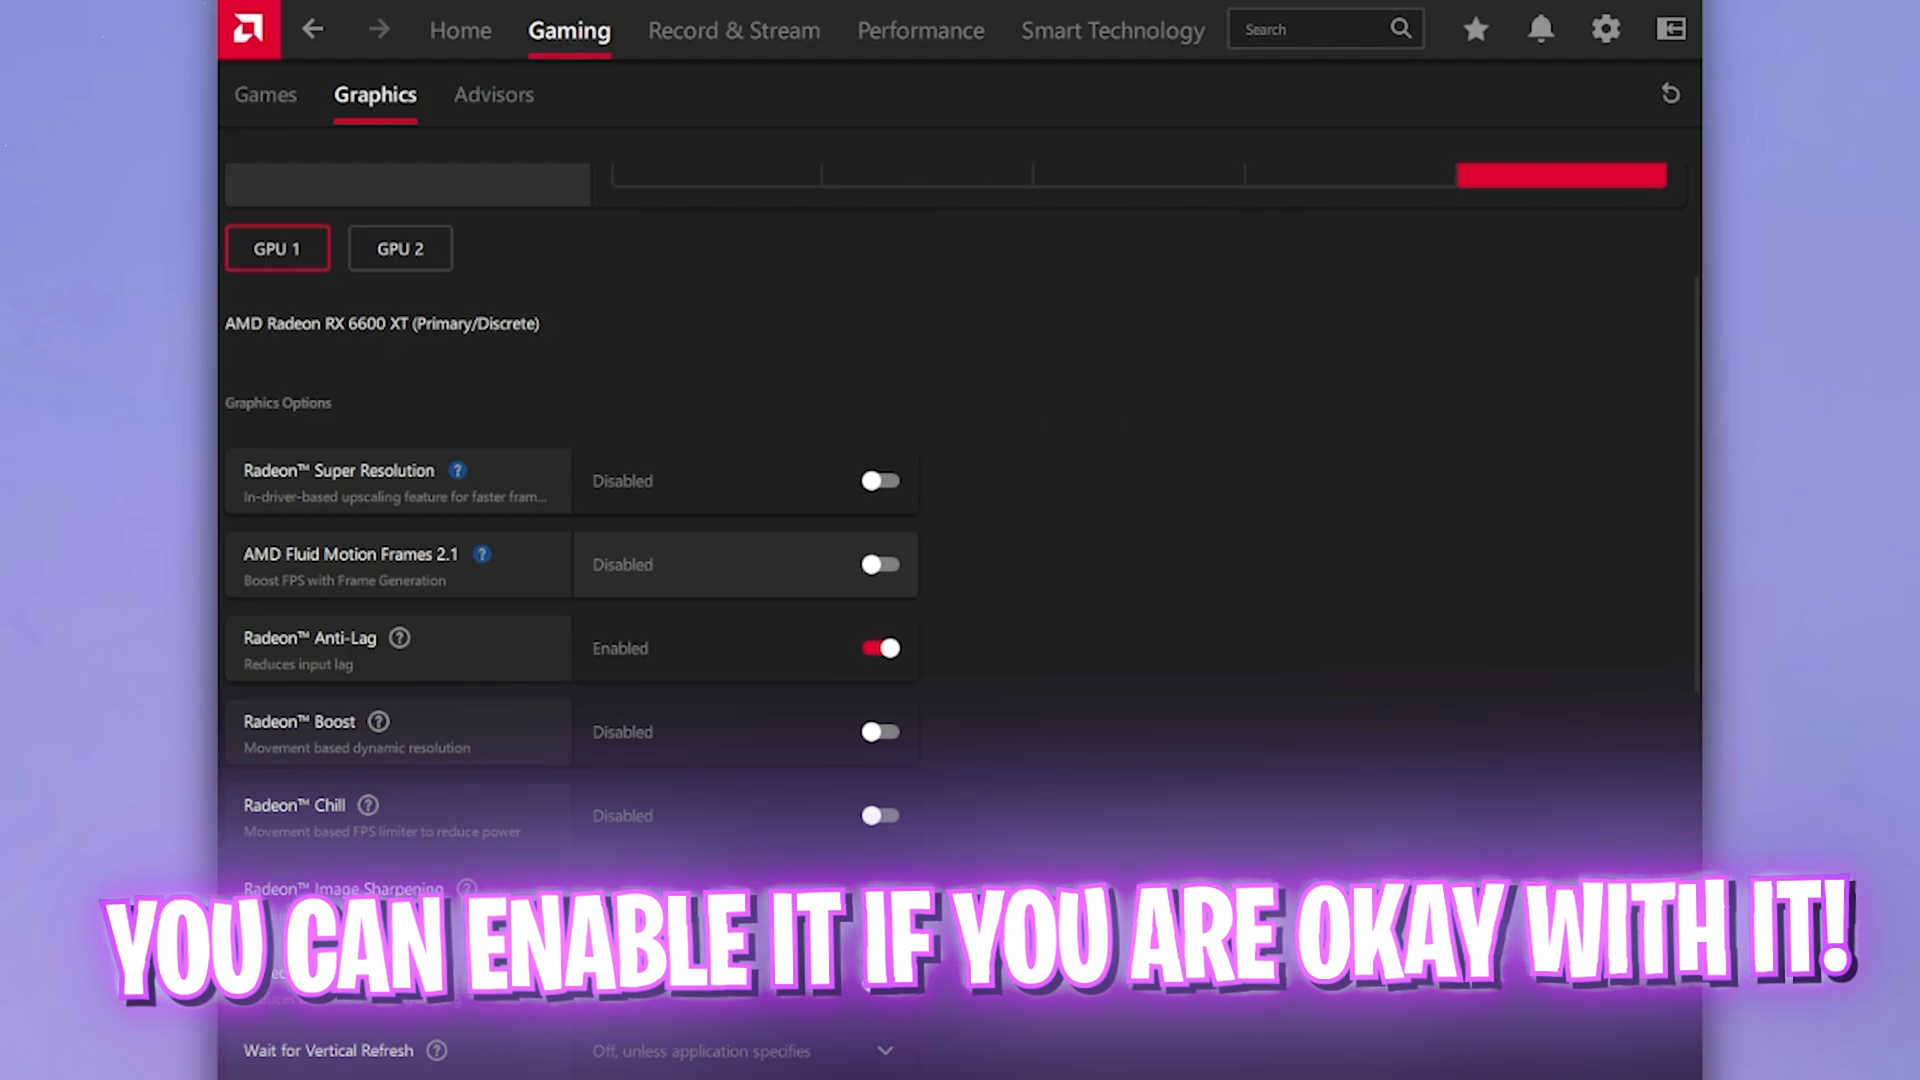 Home
Gaming
Record & Stream
Performance
Smart Technology
Search
Games
Graphics
Advisors
GPU 1
GPU 2
AMD Radeon RX 6600 XT (Primary/Discrete)
Graphics Options
Radeon™ Super Resolution ?
Disabled
In-driver-based upscaling feature for faster fram...
AMD Fluid Motion Frames 2.1 ?
Disabled
Boost FPS with Frame Generation
Radeon™ Anti-Lag ?
Enabled
Reduces input lag
Radeon™ Boost ?
Disabled
Movement based dynamic resolution
Radeon™ Chill ?
Disabled
Movement based FPS limiter to reduce power
Radeon™ Image Sharpening ?
YOU CAN ENABLE IT IF YOU ARE OKAY WITH IT!
Wait for Vertical Refresh ?
Off, unless application specifies